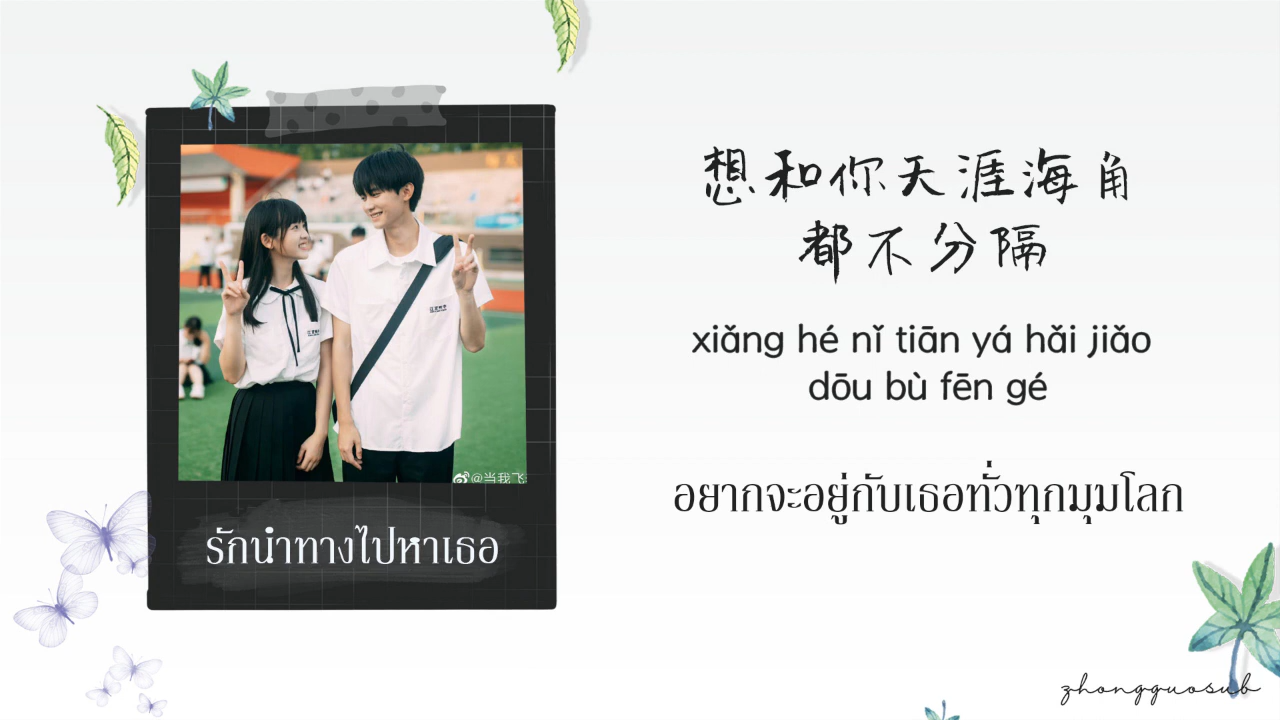 想和你天涯海角
都不分隔
xiǎng hé nǐ tiān yá hǎi jiǎo
dōu bù fēn gé
อยากจะอยู่กับเธอทั่วทุกมุมโลก
@当我飞
รักนำทางไปหาเธอ
zhongguosub